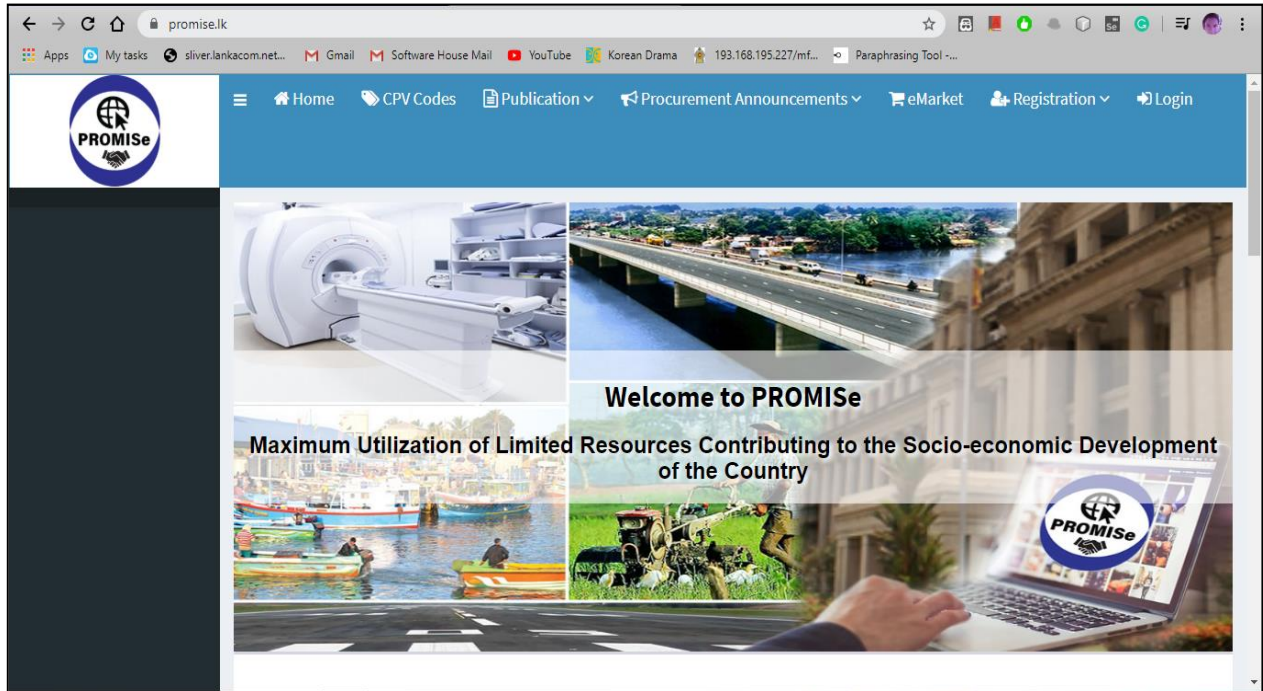 promise.lk
Apps My tasks sliver.lankacom.net... Gmail Software House Mail YouTube Korean Drama 193.168.195.227/mf... Paraphrasing Tool -...
PROMISe
Home CPV Codes Publication Procurement Announcements eMarket Registration Login
Welcome to PROMISe
Maximum Utilization of Limited Resources Contributing to the Socio-economic Development
of the Country
PROMISe